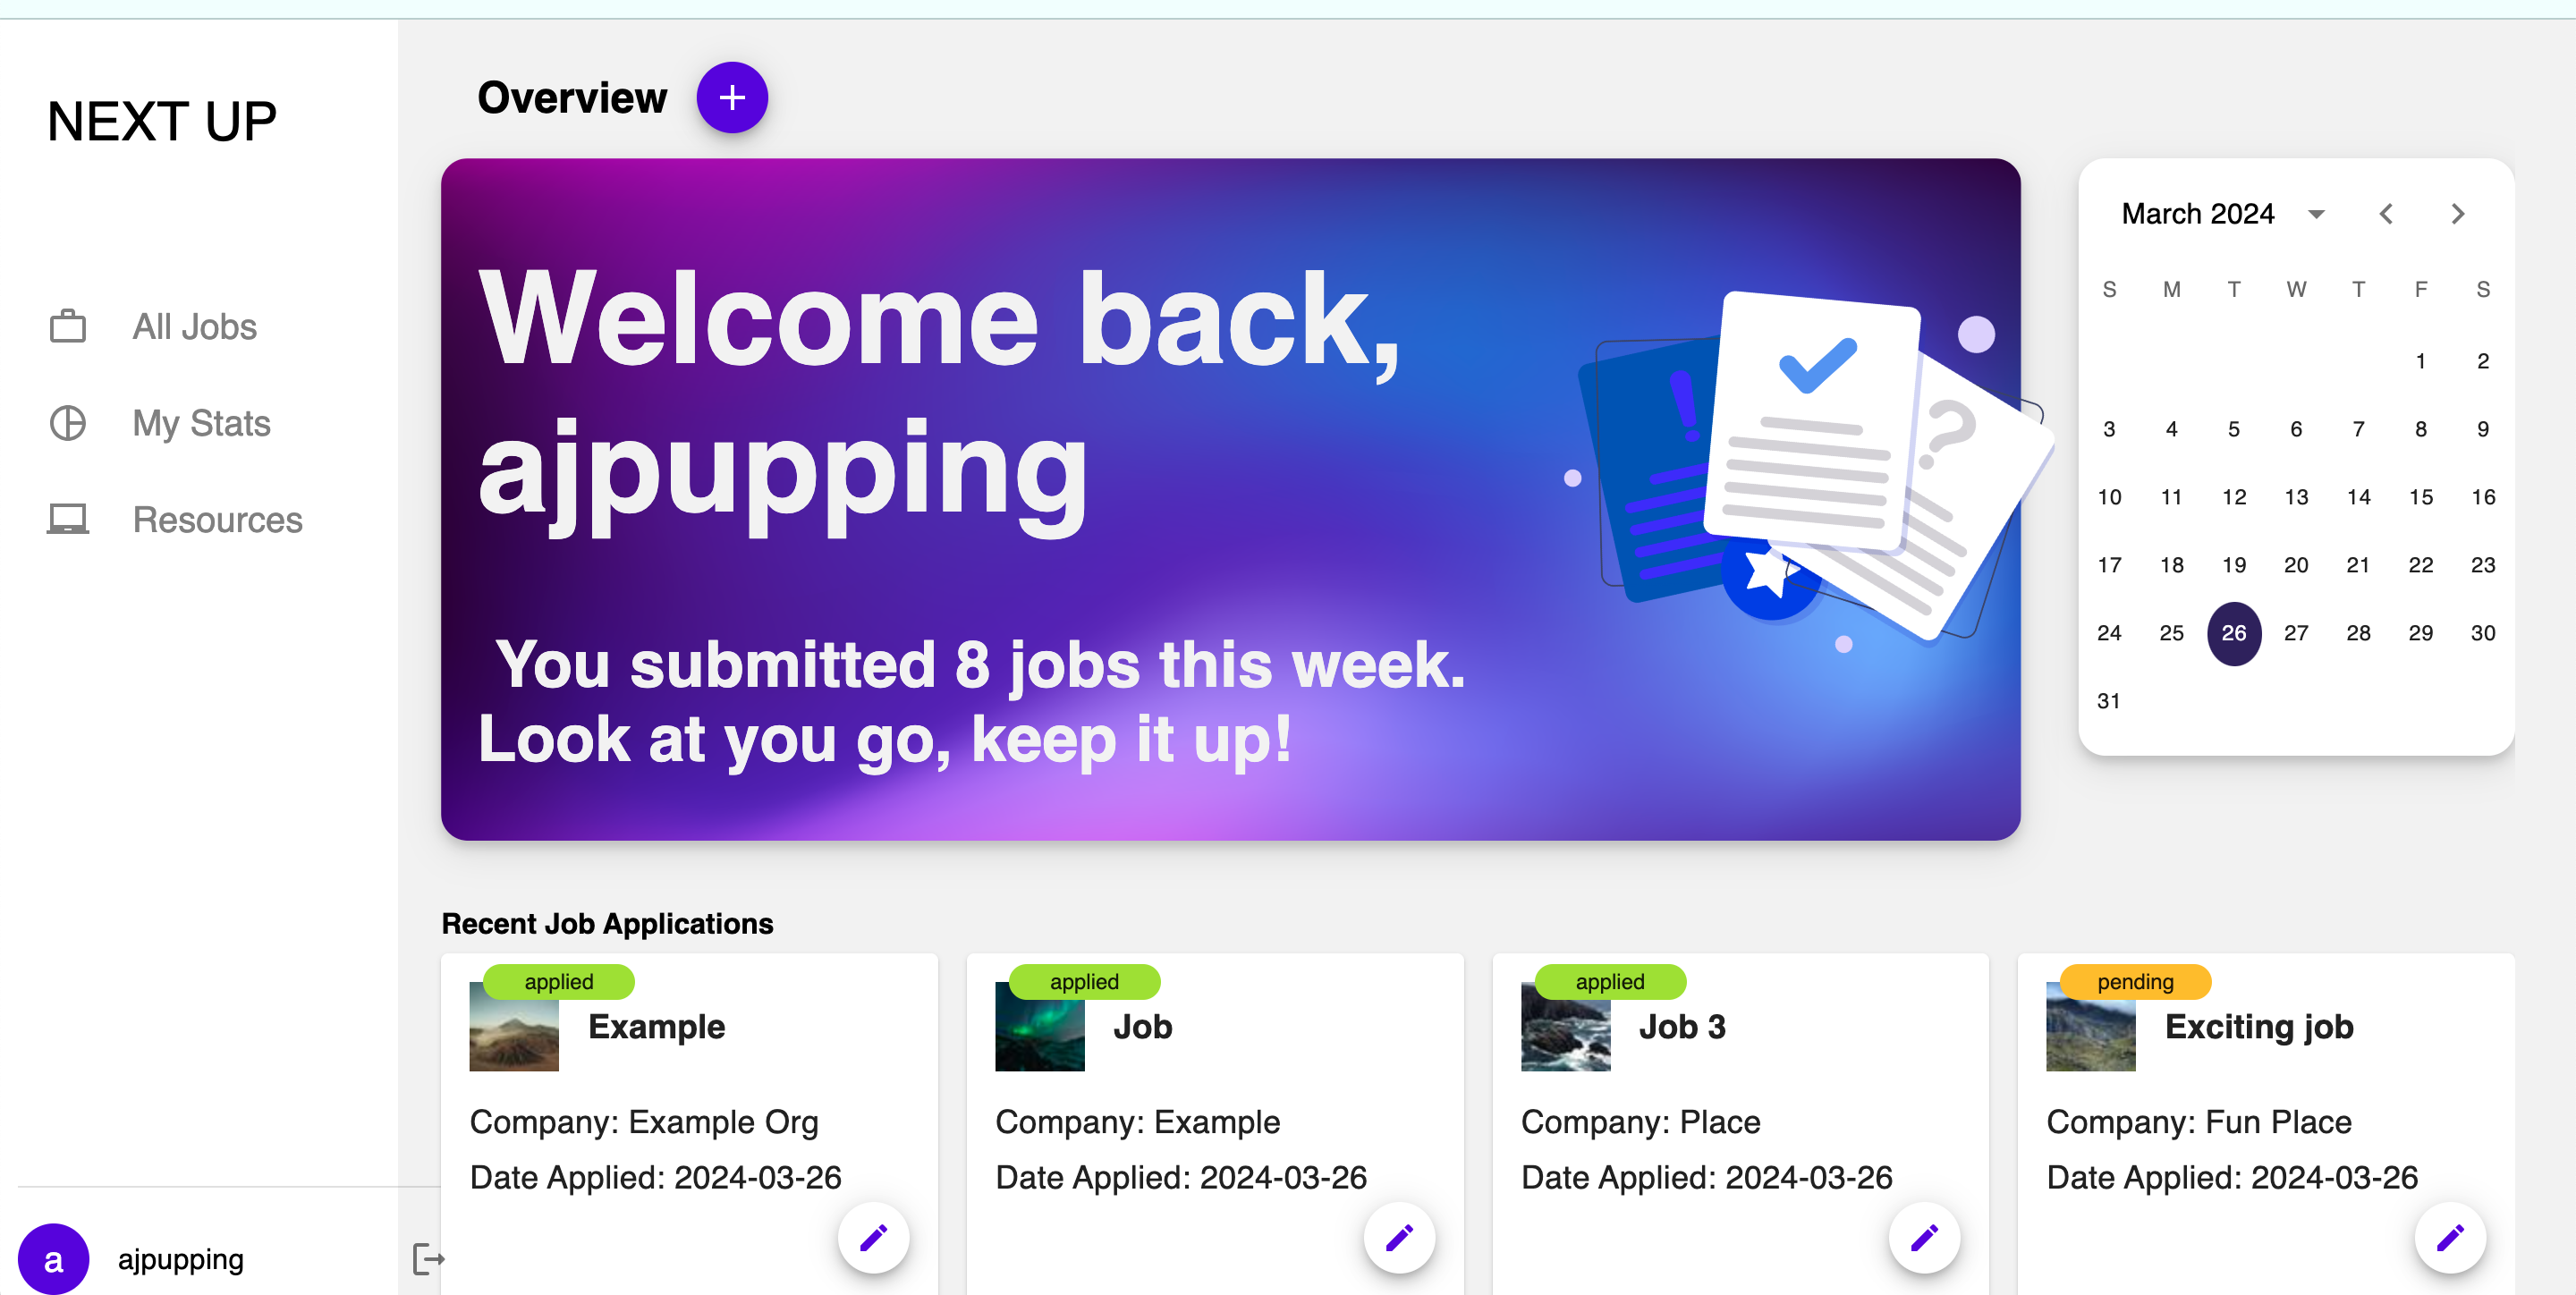 NEXT UP
All Jobs
My Stats
Resources
a
ajpupping
Overview
+
Welcome back,
ajpupping
You submitted 8 jobs this week.
Look at you go, keep it up!
!
?
March 2024
S M T W T F S
1 2
3 4 5 6 7 8 9
10 11 12 13 14 15 16
17 18 19 20 21 22 23
24 25 26 27 28 29 30
31
Recent Job Applications
applied
Example
Company: Example Org
Date Applied: 2024-03-26
applied
Job
Company: Example
Date Applied: 2024-03-26
applied
Job 3
Company: Place
Date Applied: 2024-03-26
pending
Exciting job
Company: Fun Place
Date Applied: 2024-03-26